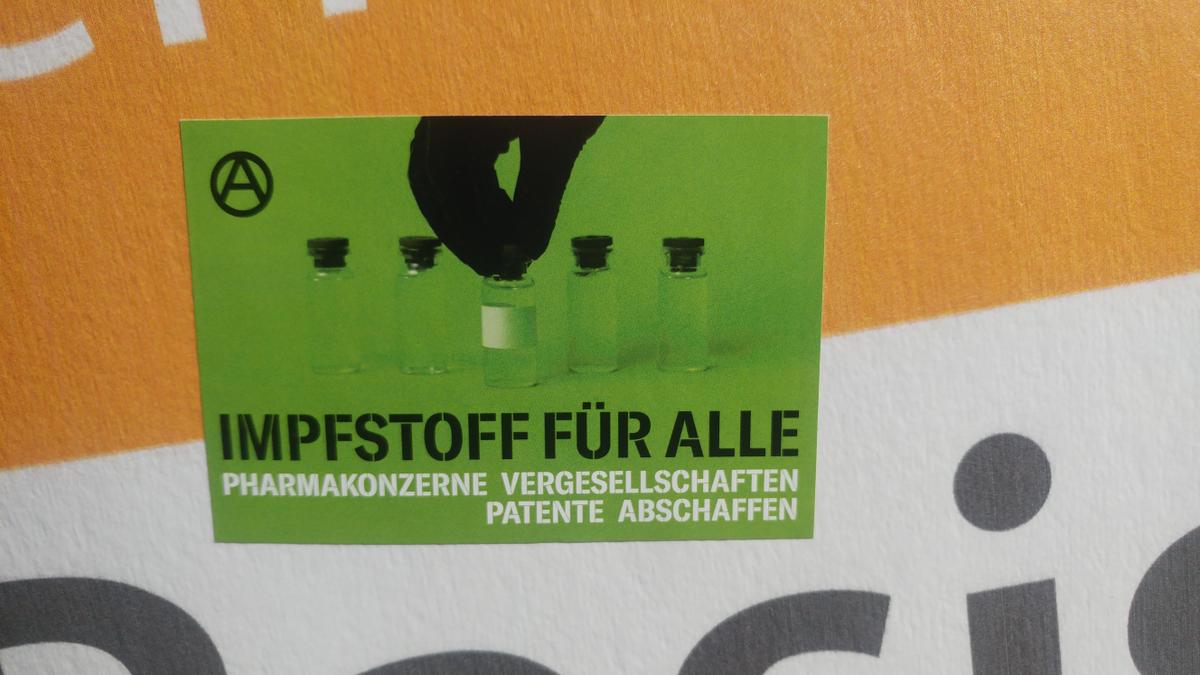 IMPFSTOFF FÜR ALLE
PHARMAKONZERNE VERGESELLSCHAFTEN
PATENTE ABSCHAFFEN